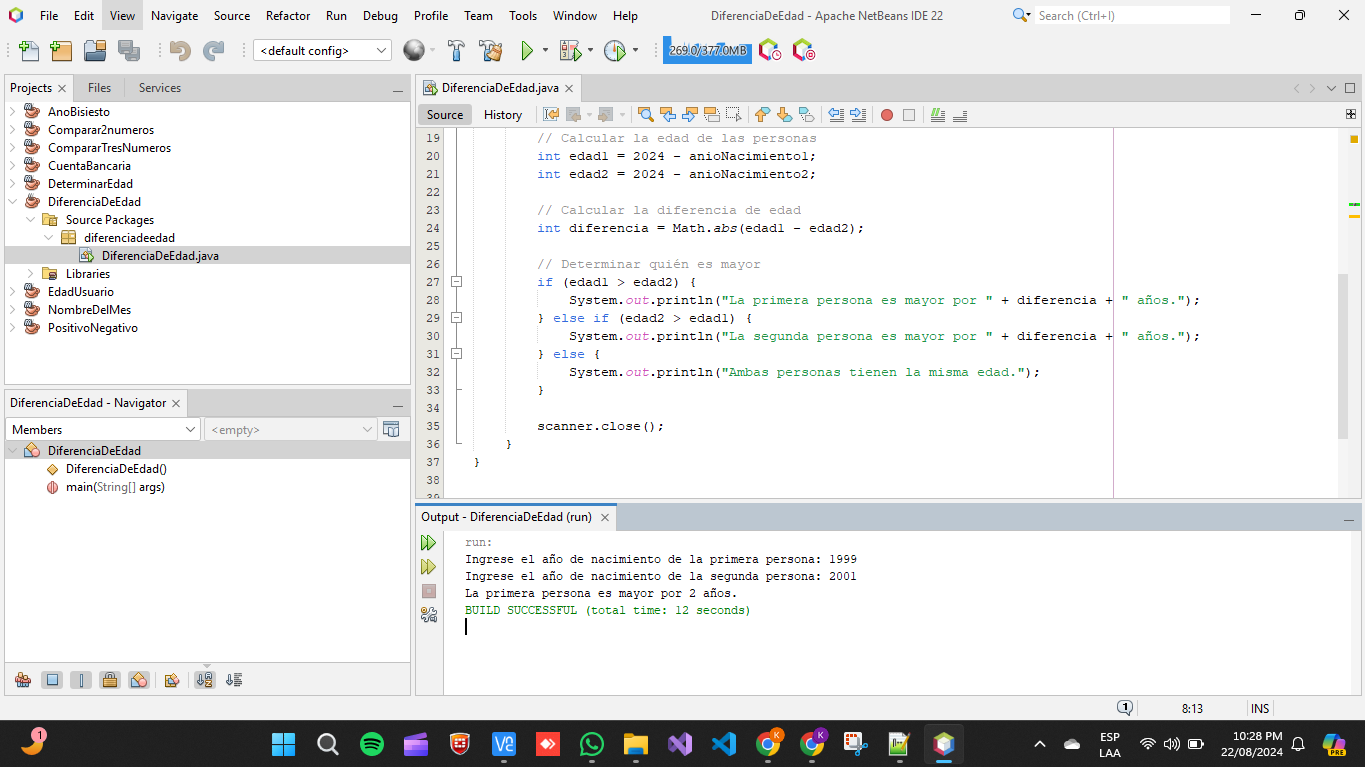 File Edit View Navigate Source Refactor Run Debug Profile Team Tools Window Help
DiferenciaDeEdad - Apache NetBeans IDE 22
Search (Ctrl+I)
<default config>
269.0/377.0MB
Projects Files Services
AnoBisiesto
Comparar2numeros
CompararTresNumeros
CuentaBancaria
DeterminarEdad
DiferenciaDeEdad
Source Packages
diferenciadeedad
DiferenciaDeEdad.java
Libraries
EdadUsuario
NombreDelMes
PositivoNegativo
DiferenciaDeEdad - Navigator
Members <empty>
DiferenciaDeEdad
DiferenciaDeEdad()
main(String[] args)
DiferenciaDeEdad.java
Source History
19 // Calcular la edad de las personas
20 int edad1 = 2024 - anioNacimiento1;
21 int edad2 = 2024 - anioNacimiento2;
22
23 // Calcular la diferencia de edad
24 int diferencia = Math.abs(edad1 - edad2);
25
26 // Determinar quién es mayor
27 if (edad1 > edad2) {
28 System.out.println("La primera persona es mayor por " + diferencia + " años.");
29 } else if (edad2 > edad1) {
30 System.out.println("La segunda persona es mayor por " + diferencia + " años.");
31 } else {
32 System.out.println("Ambas personas tienen la misma edad.");
33 }
34
35 scanner.close();
36 }
37 }
38
39
Output - DiferenciaDeEdad (run)
run:
Ingrese el año de nacimiento de la primera persona: 1999
Ingrese el año de nacimiento de la segunda persona: 2001
La primera persona es mayor por 2 años.
BUILD SUCCESSFUL (total time: 12 seconds)
1 8:13 INS
1
K
K
ESP
LAA
10:28 PM
22/08/2024
PRE